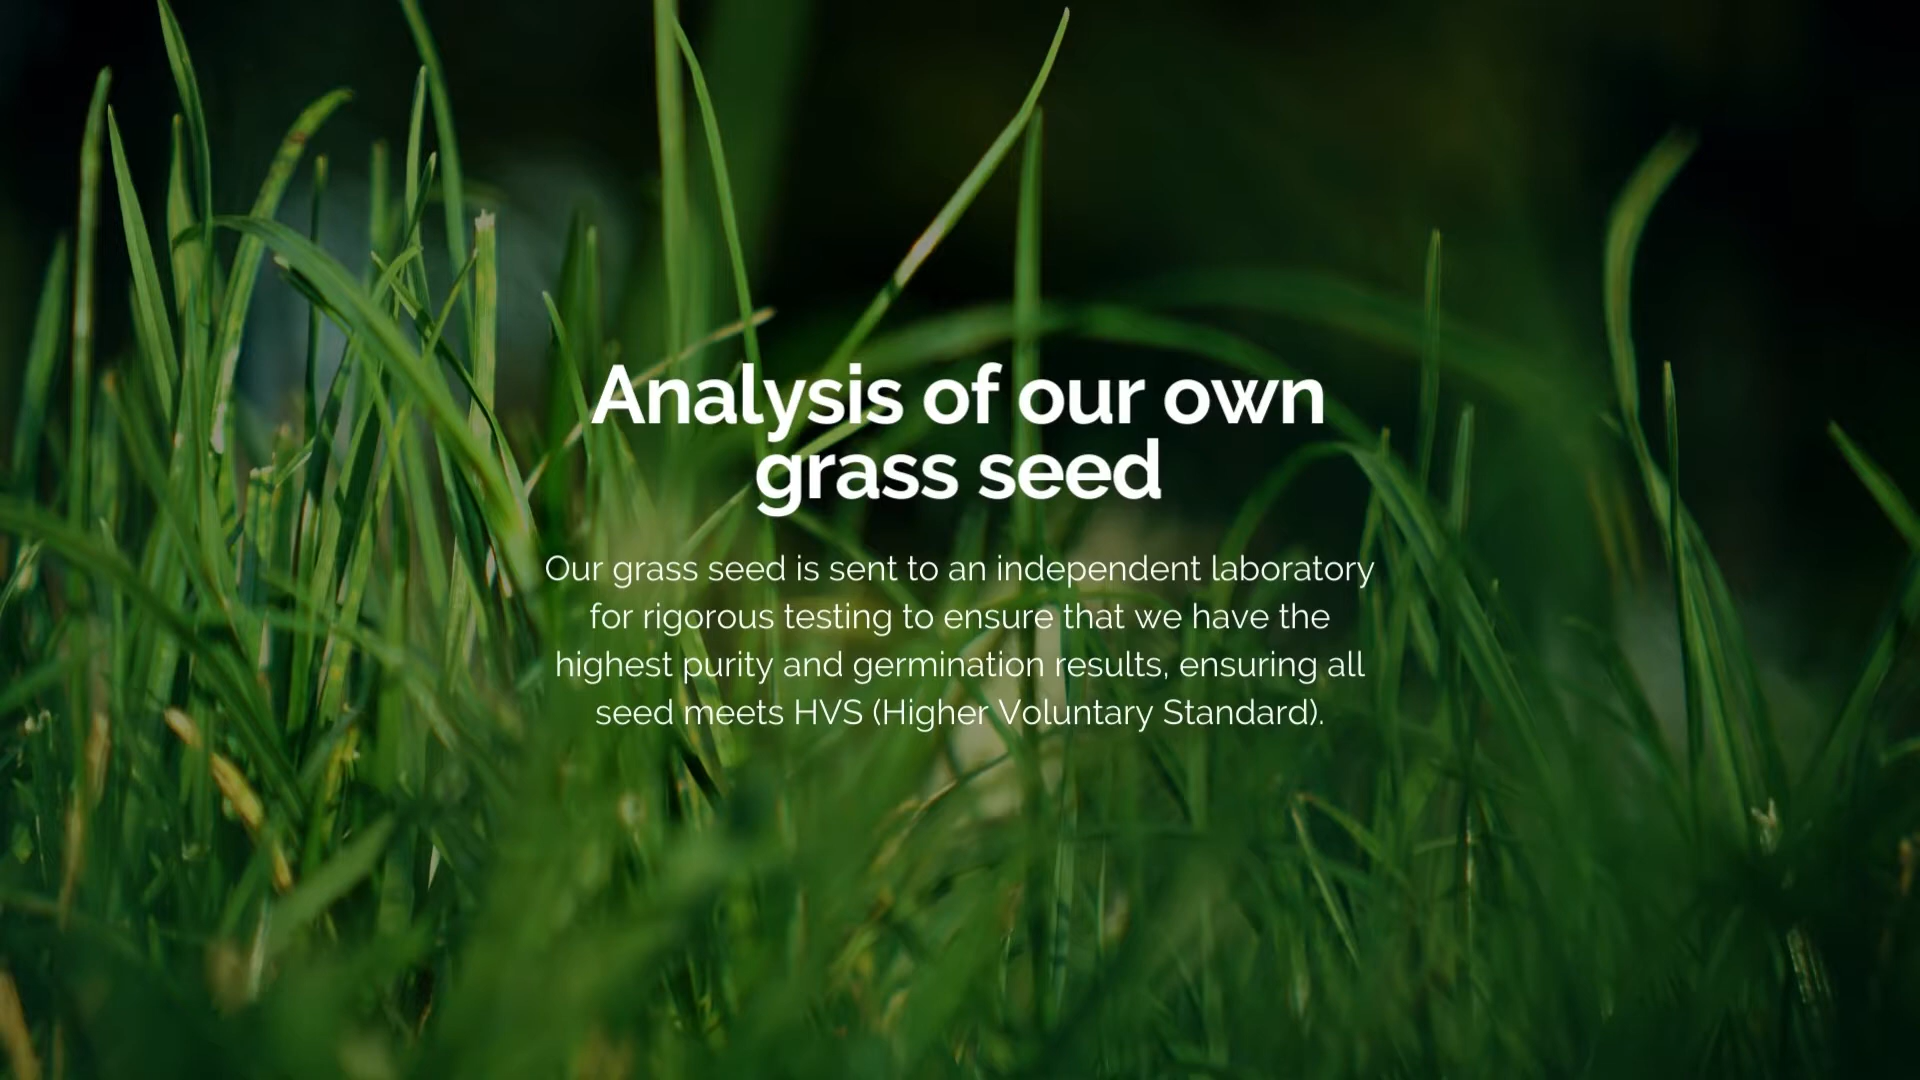 Analysis of our own
grass seed
Our grass seed is sent to an independent laboratory
for rigorous testing to ensure that we have the
highest purity and germination results, ensuring all
seed meets HVS (Higher Voluntary Standard).